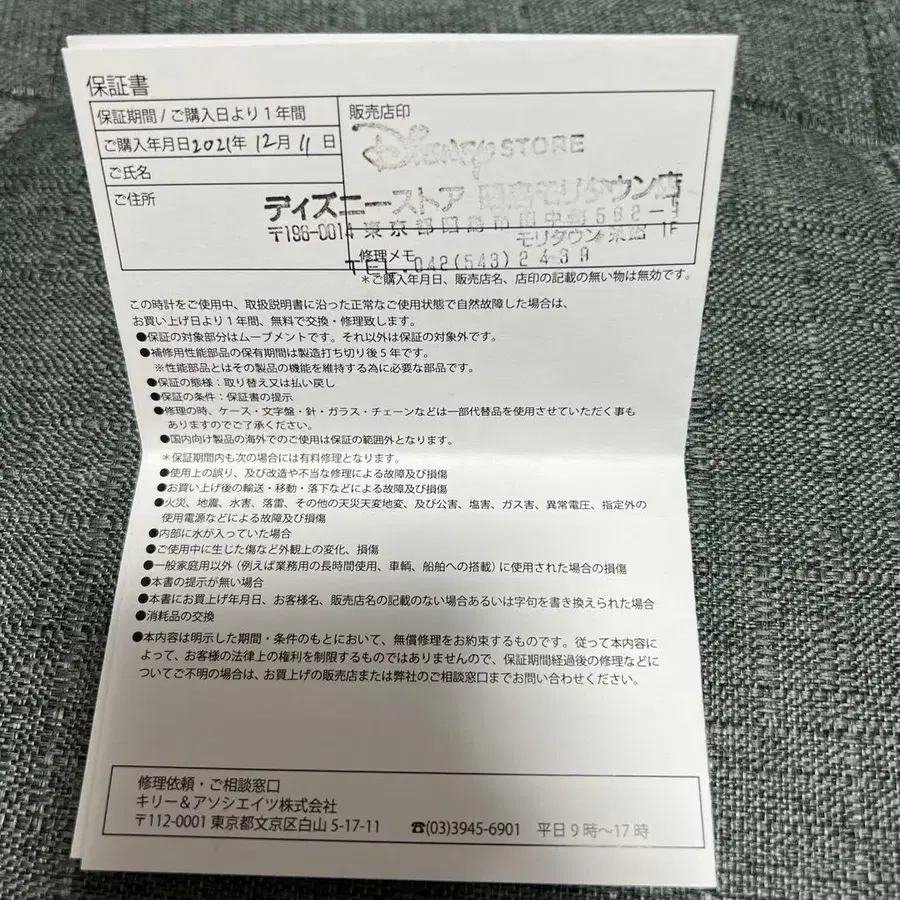 保証書
保証期間/ご購入日より1年間
ご購入年月日2021年 12月 11日
ご氏名
ご住所
販売店印
Disney STORE
ディズニーストア 昭島モリタウン店
〒196-0014 東京都昭島市田中町562-1
モリタウン 東館 1F
修理メモ
TEL.042(543)2439
*ご購入年月日、販売店名、店印の記載の無い物は無効です。
この時計をご使用中、取扱説明書に沿った正常なご使用状態で自然故障した場合は、
お買い上げ日より1年間、無料で交換・修理致します。
●保証の対象部分はムーブメントです。それ以外は保証の対象外です。
●補修用性能部品の保有期間は製造打ち切り後5年です。
※性能部品とはその製品の機能を維持する為に必要な部品です。
●保証の態様:取り替え又は払い戻し
●保証の条件:保証書の提示
●修理の時、ケース・文字盤・針・ガラス・チェーンなどは一部代替品を使用させていただく事も
ありますのでご了承ください。
●国内向け製品の海外でのご使用は保証の範囲外となります。
*保証期間内も次の場合には有料修理となります。
●使用上の誤り、及び改造や不当な修理による故障及び損傷
●お買い上げ後の輸送・移動・落下などによる故障及び損傷
●火災、地震、水害、落雷、その他の天災天変地変、及び公害、塩害、ガス害、異常電圧、指定外の
使用電源などによる故障及び損傷
●内部に水が入っていた場合
●ご使用中に生じた傷など外観上の変化、損傷
●一般家庭用以外(例えば業務用の長時間使用、車輌、船舶への搭載)に使用された場合の損傷
●本書の提示が無い場合
●本書にお買上げ年月日、お客様名、販売店名の記載のない場合あるいは字句を書き換えられた場合
●消耗品の交換
●本内容は明示した期間・条件のもとにおいて、無償修理をお約束するものです。従って本内容に
よって、お客様の法律上の権利を制限するものではありませんので、保証期間経過後の修理などに
ついてご不明の場合は、お買上げの販売店または弊社のご相談窓口までお問い合わせください。
修理依頼・ご相談窓口
キリー&アソシエイツ株式会社
〒112-0001 東京都文京区白山 5-17-11 ☎(03)3945-6901 平日9時~17時